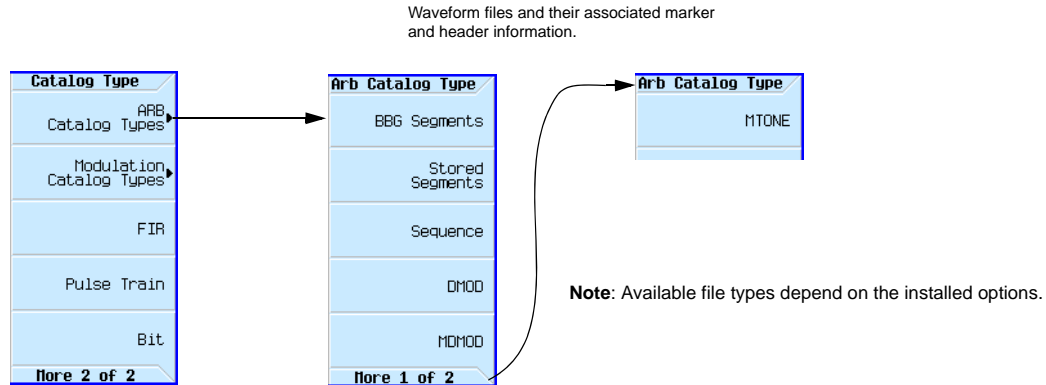 Waveform files and their associated marker
and header information.
Catalog Type
ARB
Catalog Types
Modulation
Catalog Types
FIR
Pulse Train
Bit
More 2 of 2
Arb Catalog Type
BBG Segments
Stored
Segments
Sequence
DMOD
MDMOD
More 1 of 2
Arb Catalog Type
MTONE
Note: Available file types depend on the installed options.